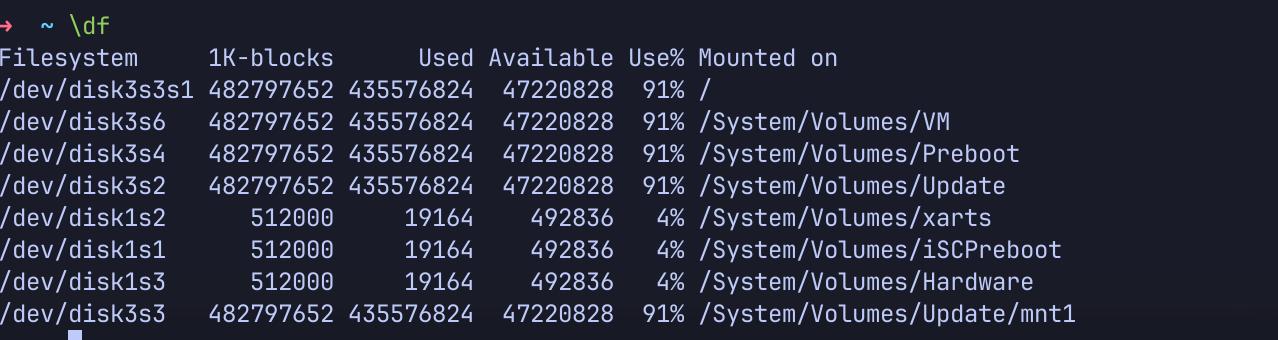 → ~ \df
Filesystem 1K-blocks Used Available Use% Mounted on
/dev/disk3s3s1 482797652 435576824 47220828 91% /
/dev/disk3s6 482797652 435576824 47220828 91% /System/Volumes/VM
/dev/disk3s4 482797652 435576824 47220828 91% /System/Volumes/Preboot
/dev/disk3s2 482797652 435576824 47220828 91% /System/Volumes/Update
/dev/disk1s2 512000 19164 492836 4% /System/Volumes/xarts
/dev/disk1s1 512000 19164 492836 4% /System/Volumes/iSCPreboot
/dev/disk1s3 512000 19164 492836 4% /System/Volumes/Hardware
/dev/disk3s3 482797652 435576824 47220828 91% /System/Volumes/Update/mnt1